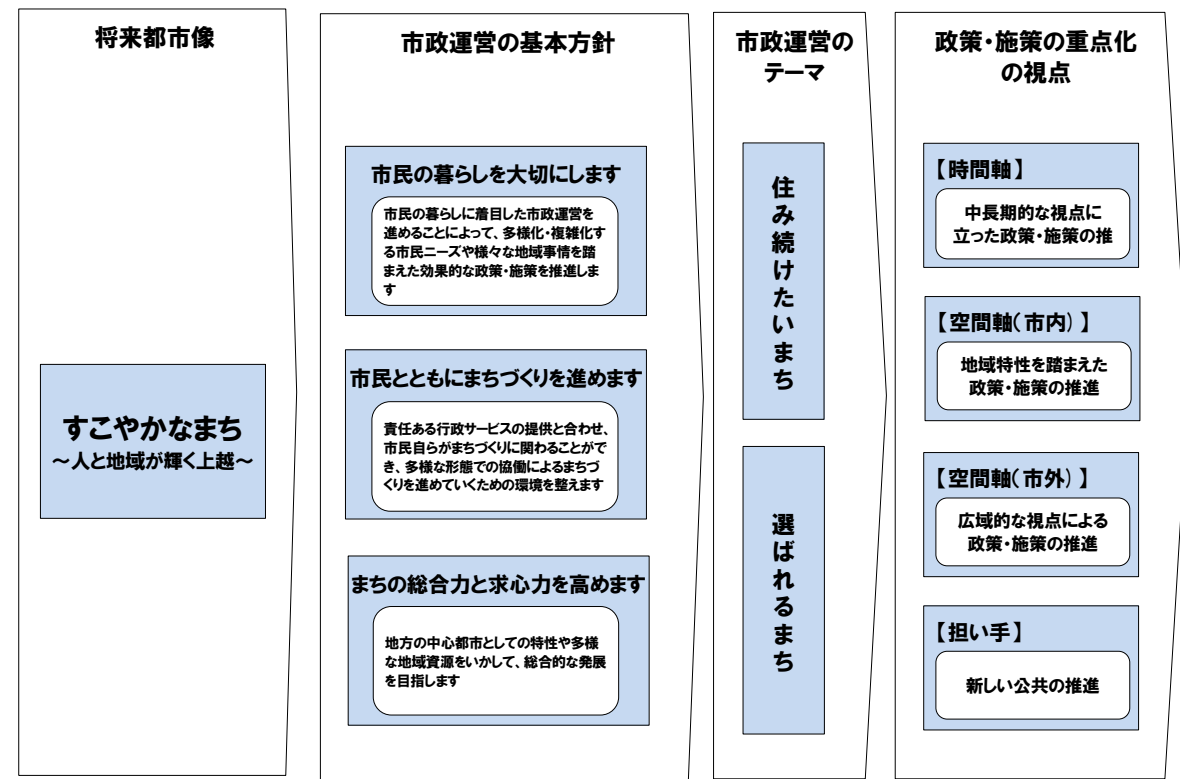 将来都市像
すこやかなまち
~人と地域が輝く上越~
市政運営の基本方針
市民の暮らしを大切にします
市民の暮らしに着目した市政運営を
進めることによって、多様化・複雑化す
る市民ニーズや様々な地域事情を踏
まえた効果的な政策・施策を推進しま
す
市民とともにまちづくりを進めます
責任ある行政サービスの提供と合わせ、
市民自らがまちづくりに関わることがで
き、多様な形態での協働によるまちづ
くりを進めていくための環境を整えます
まちの総合力と求心力を高めます
地方の中心都市としての特性や多様
な地域資源をいかして、総合的な発展
を目指します
市政運営の
テーマ
住み続けたいまち
選ばれるまち
政策・施策の重点化
の視点
【時間軸】
中長期的な視点に
立った政策・施策の推
【空間軸(市内)】
地域特性を踏まえた
政策・施策の推進
【空間軸(市外)】
広域的な視点による
政策・施策の推進
【担い手】
新しい公共の推進